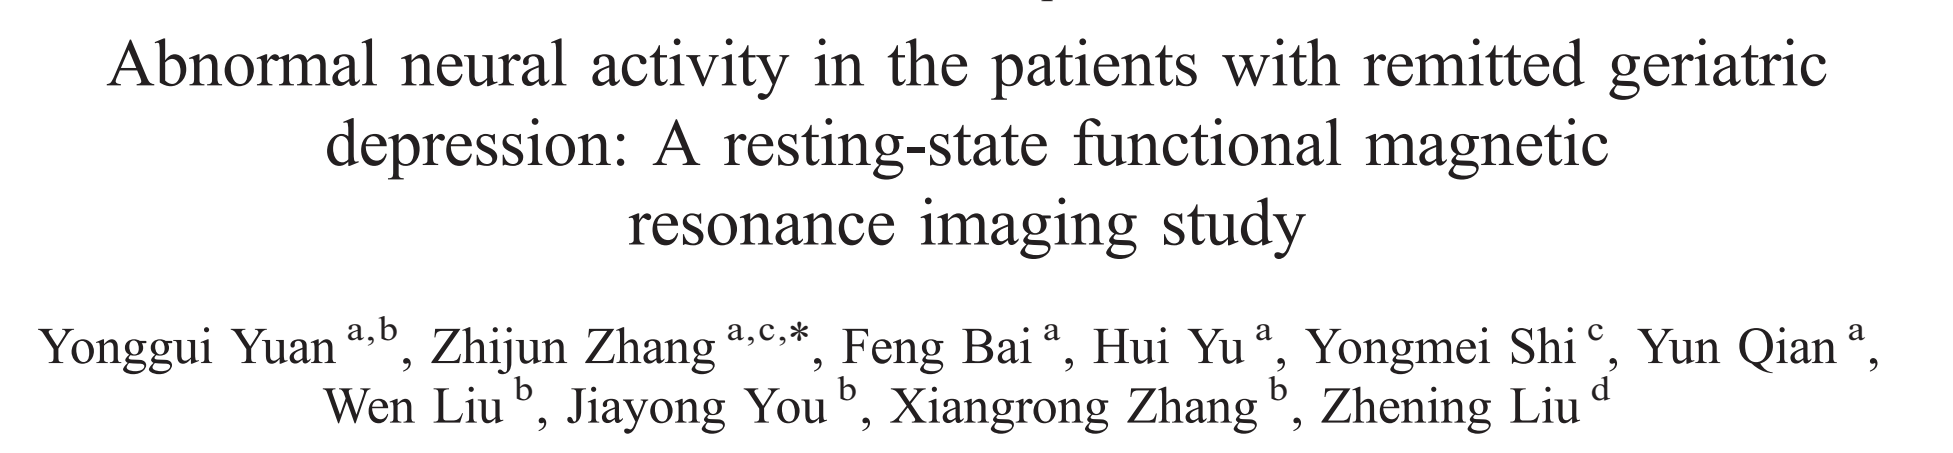 Abnormal neural activity in the patients with remitted geriatric
depression: A resting-state functional magnetic
resonance imaging study
Yonggui Yuan a,b, Zhijun Zhang a,c,*, Feng Bai a, Hui Yu a, Yongmei Shi c, Yun Qian a,
Wen Liu b, Jiayong You b, Xiangrong Zhang b, Zhening Liu d